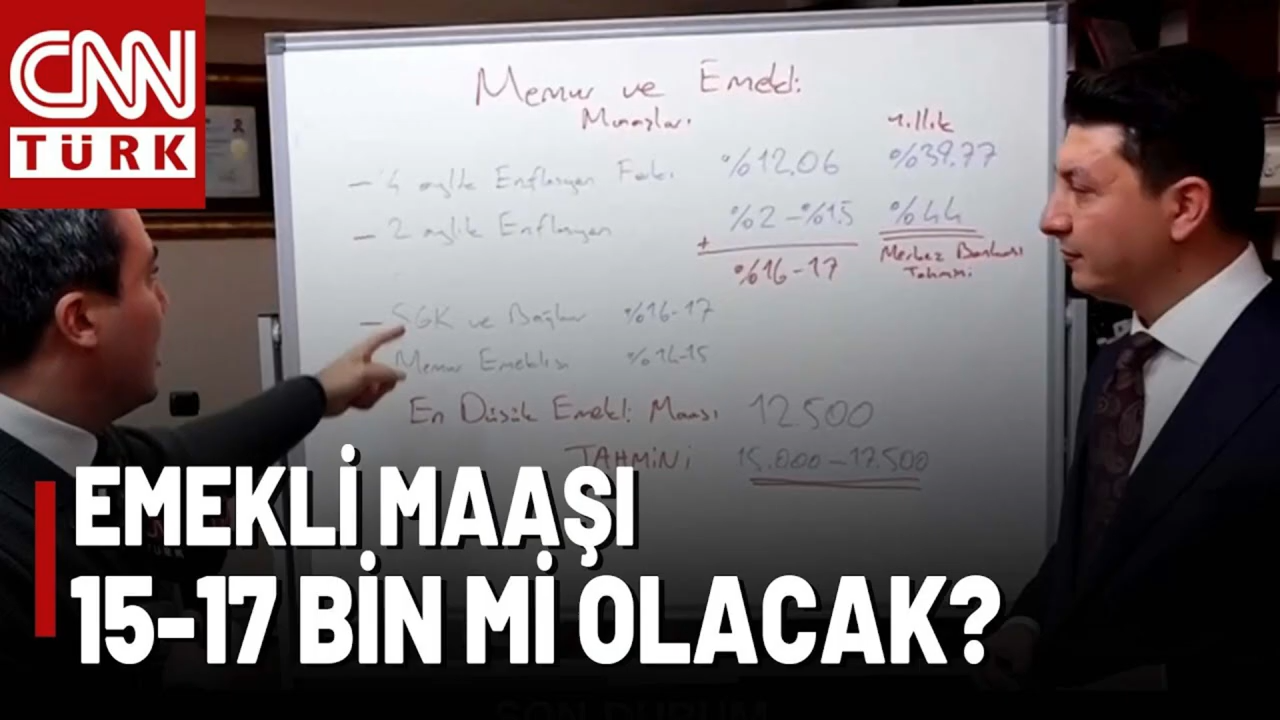 CNN
TÜRK
Memur ve Emekli
Maaşları
Yıllık
- 4 aylık Enflasyon Farkı %12.06 %39.77
- 2 aylık Enflasyon %2 - %1.5 %44
+ %16-17 Merkez Bankası
Tahmini
- SGK ve Bağkur %16-17
Memur Emeklisi %14-15
En Düşük Emekli Maaşı 12.500
TAHMİNİ 15.000-17.500
EMEKLİ MAAŞI
15-17 BİN Mİ OLACAK?